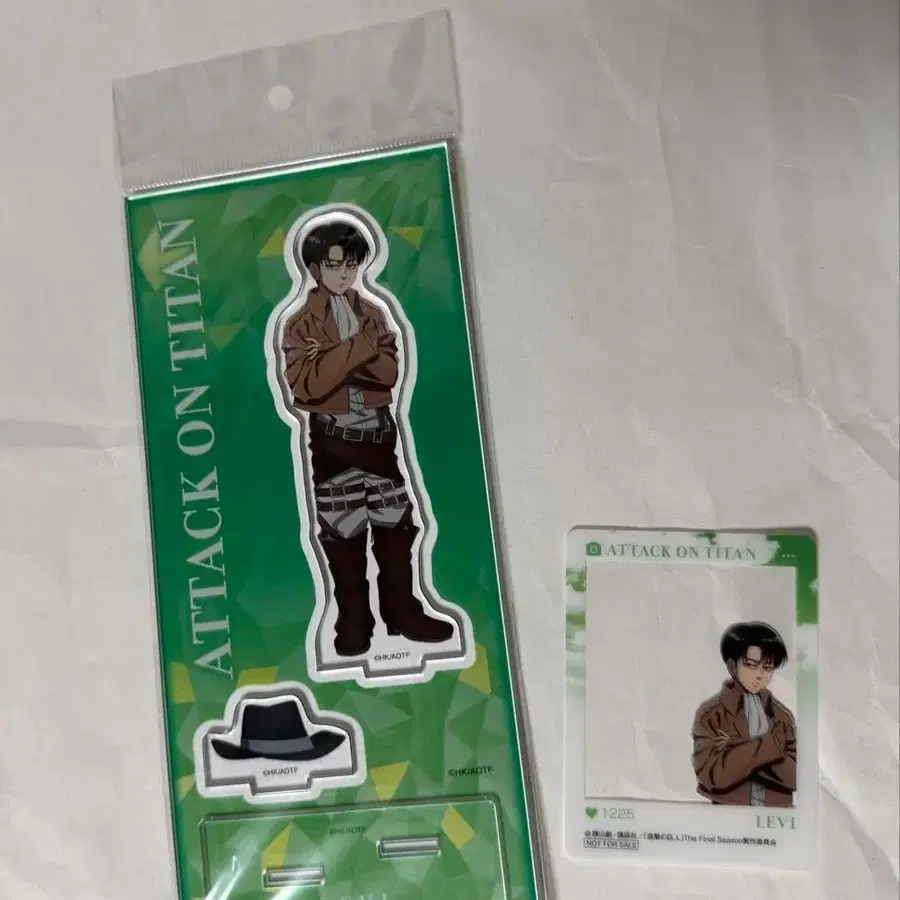 ATTACK ON TITAN
©HK/AOTF
©HK/AOTF
©HK/AOTF
©HK/AOTF
LEVI
ATTACK ON TITAN
1225
LEVI
©諫山創・講談社／「進撃の巨人」The Final Season製作委員会
NOT FOR SALE